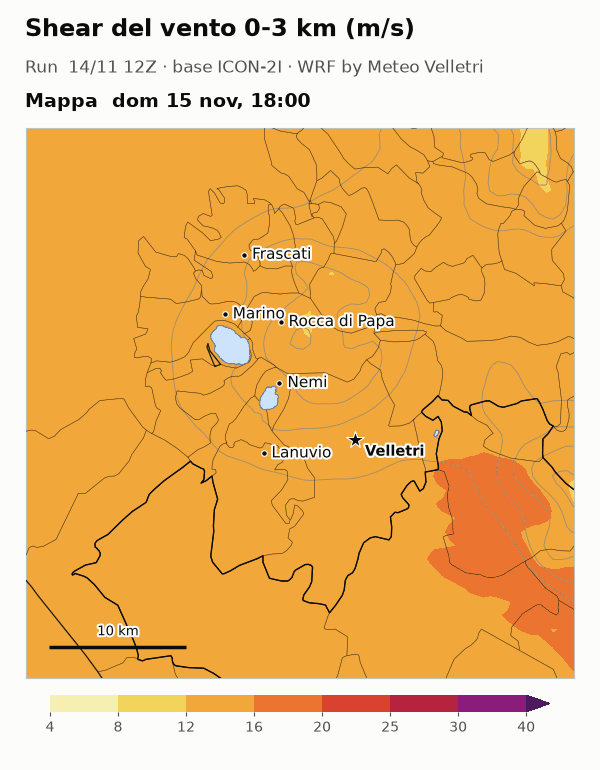 Shear del vento 0-3 km (m/s)
Run  14/11 12Z · base ICON-2I · WRF by Meteo Velletri
Mappa  dom 15 nov, 18:00
Frascati
Marino
Rocca di Papa
Nemi
Velletri
Lanuvio
10 km
4 8 12 16 20 25 30 40